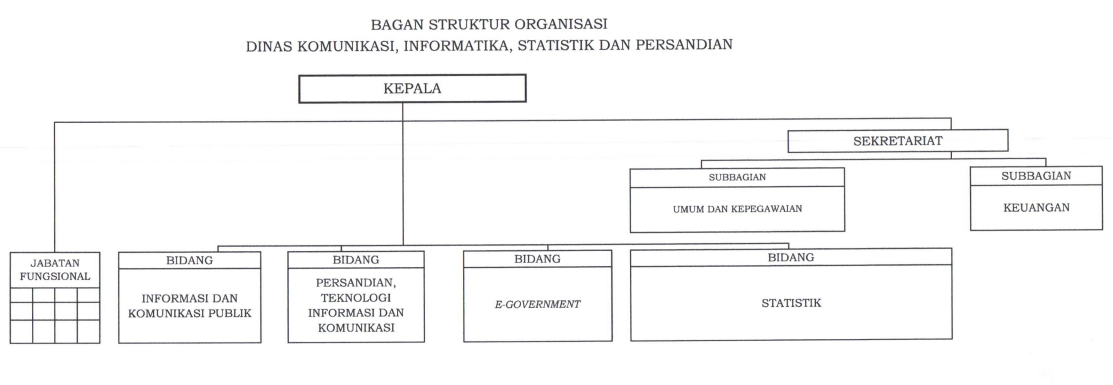 BAGAN STRUKTUR ORGANISASI
DINAS KOMUNIKASI, INFORMATIKA, STATISTIK DAN PERSANDIAN
KEPALA
SEKRETARIAT
SUBBAGIAN
UMUM DAN KEPEGAWAIAN
SUBBAGIAN
KEUANGAN
JABATAN
FUNGSIONAL
BIDANG
INFORMASI DAN
KOMUNIKASI PUBLIK
BIDANG
PERSANDIAN,
TEKNOLOGI
INFORMASI DAN
KOMUNIKASI
BIDANG
E-GOVERNMENT
BIDANG
STATISTIK